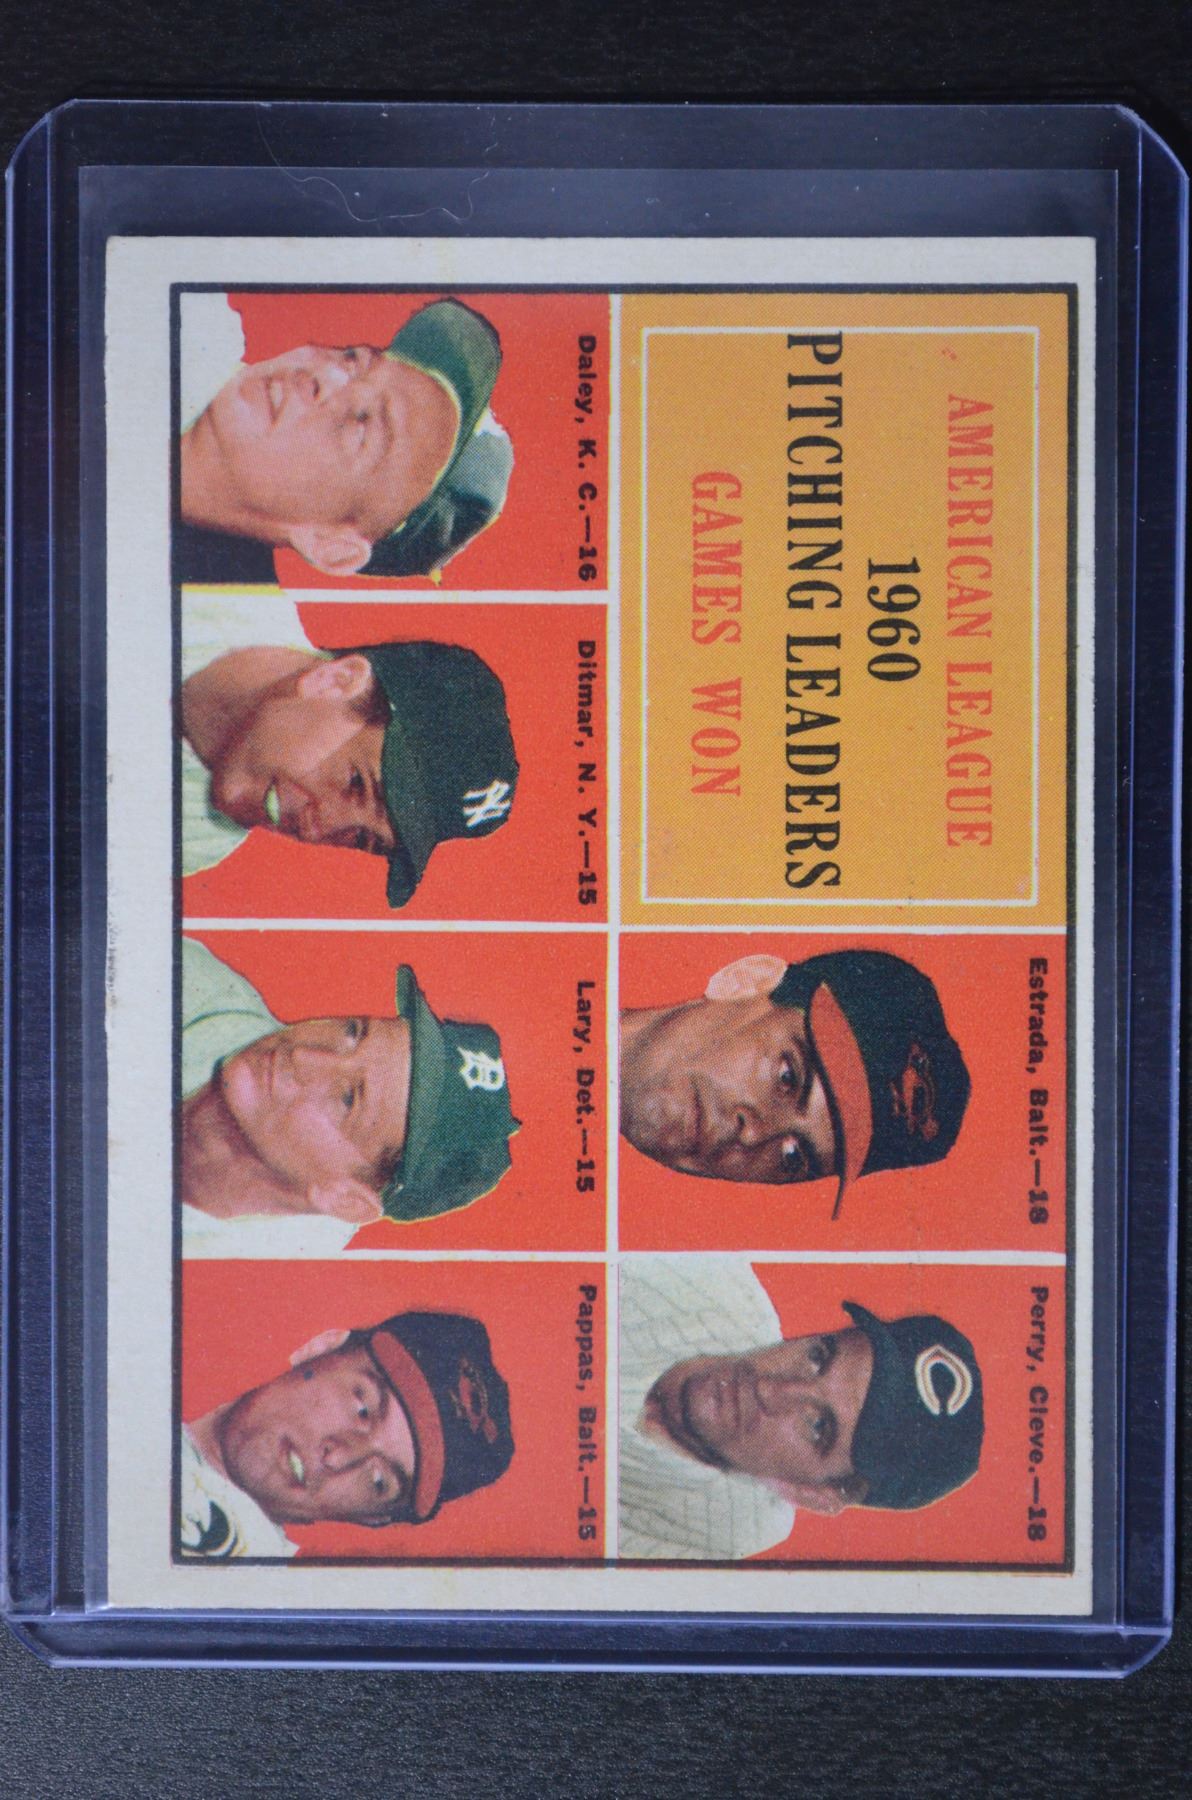 AMERICAN LEAGUE
1960
PITCHING LEADERS
GAMES WON
Estrada, Balt.—18
Perry, Cleve.—18
Daley, K. C.—16
Ditmar, N. Y.—15
Lary, Det.—15
Pappas, Balt.—15
NY
D
C